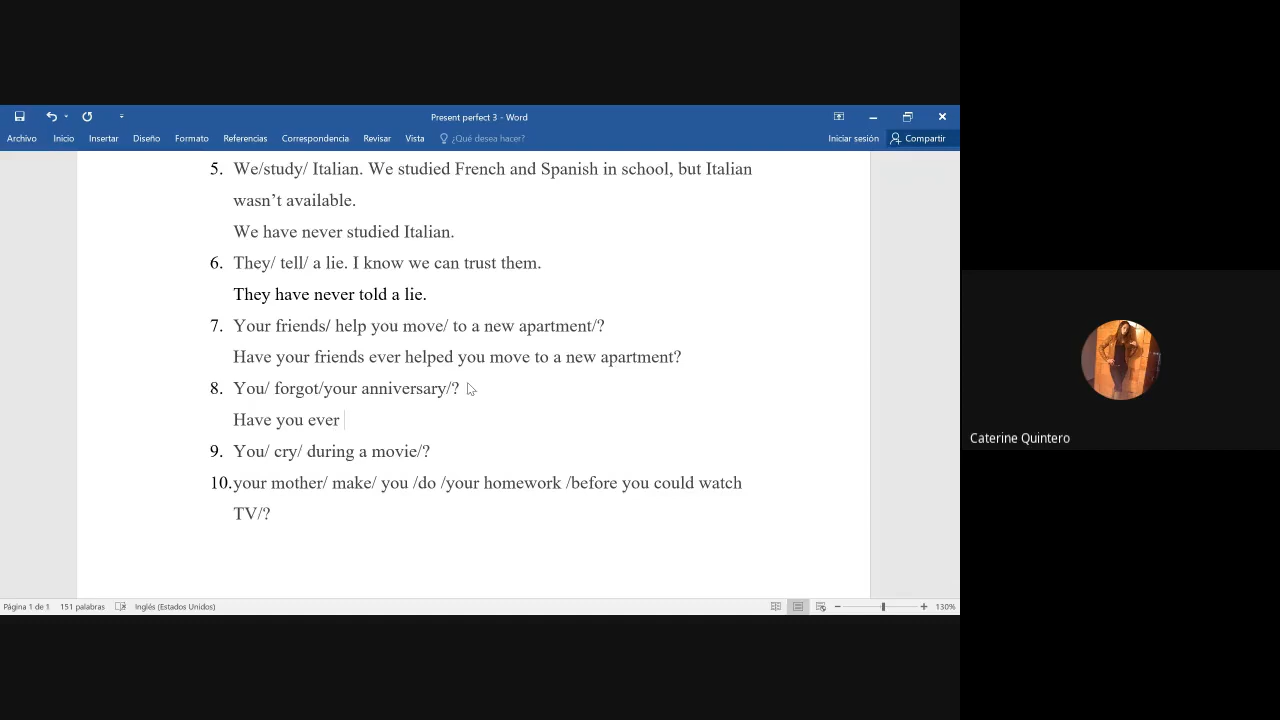 Present perfect 3 - Word
Archivo Inicio Insertar Diseño Formato Referencias Correspondencia Revisar Vista ¿Qué desea hacer? Iniciar sesión Compartir
5. We/study/ Italian. We studied French and Spanish in school, but Italian
wasn’t available.
We have never studied Italian.
6. They/ tell/ a lie. I know we can trust them.
They have never told a lie.
7. Your friends/ help you move/ to a new apartment/?
Have your friends ever helped you move to a new apartment?
8. You/ forgot/your anniversary/?
Have you ever
9. You/ cry/ during a movie/?
10. your mother/ make/ you /do /your homework /before you could watch
TV/?
Página 1 de 1 151 palabras Inglés (Estados Unidos) 130%
Caterine Quintero